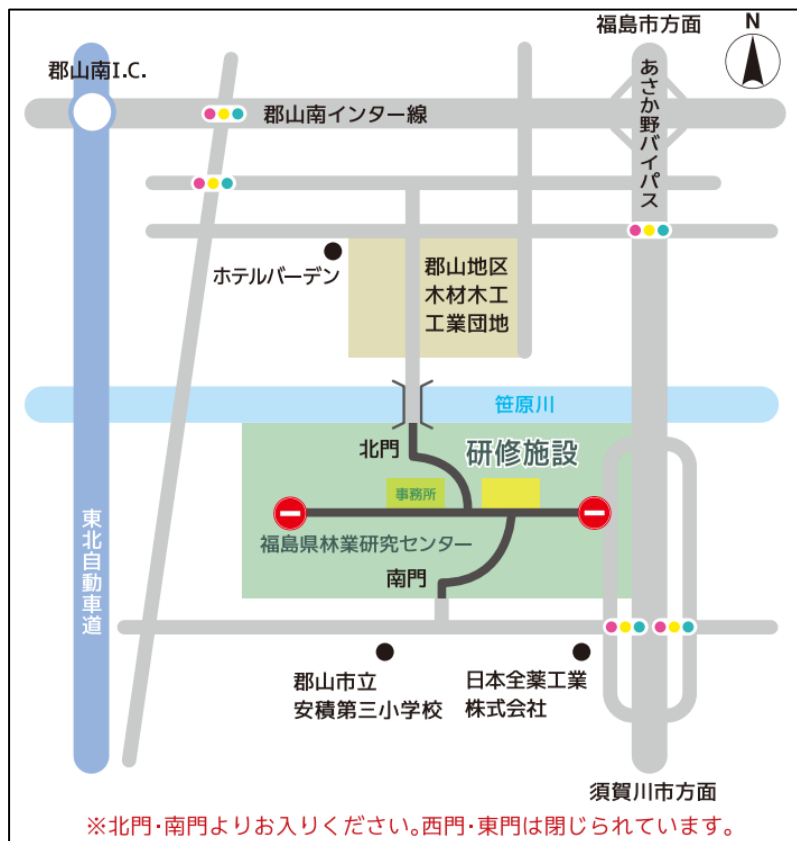 福島市方面
N
郡山南I.C.
郡山南インター線
あさか野バイパス
ホテルバーデン
郡山地区
木材木工
工業団地
笹原川
北門
研修施設
事務所
福島県林業研究センター
南門
東北自動車道
郡山市立
安積第三小学校
日本全薬工業
株式会社
須賀川市方面
※北門・南門よりお入りください。西門・東門は閉じられています。